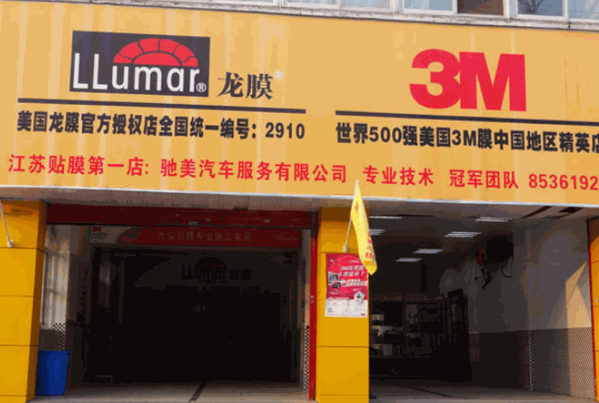 LLumar® 龙膜®
3M
美国龙膜官方授权店全国统一编号：2910
世界500强美国3M膜中国地区精英店
江苏贴膜第一店：驰美汽车服务有限公司 专业技术 冠军团队 8536192
LLumar